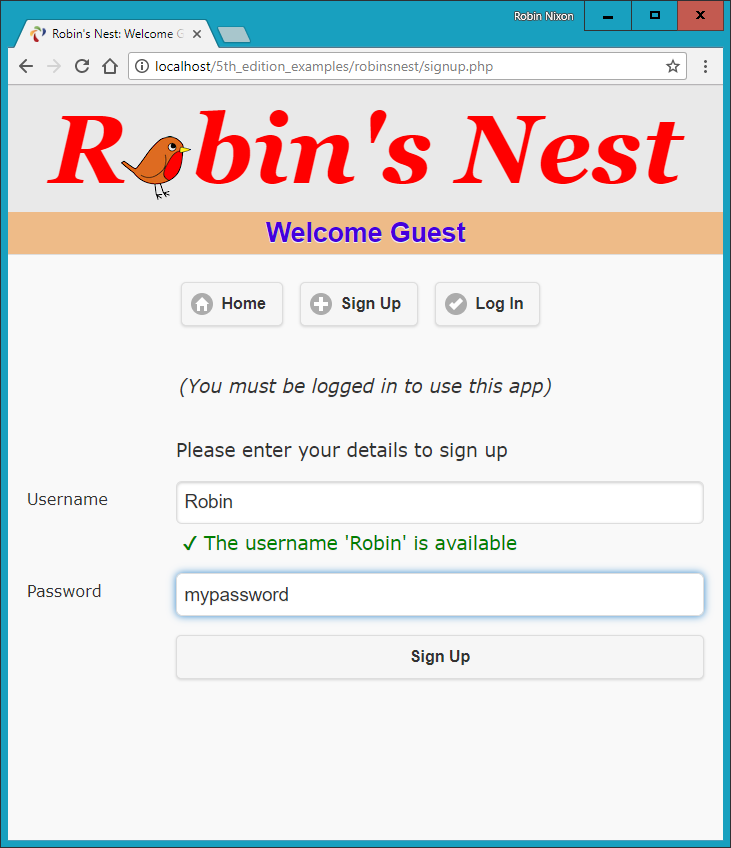 Robin Nixon
Robin's Nest: Welcome G
localhost/5th_edition_examples/robinsnest/signup.php
Robin's Nest
Welcome Guest
Home
Sign Up
Log In
(You must be logged in to use this app)
Please enter your details to sign up
Username
Robin
✓ The username 'Robin' is available
Password
mypassword
Sign Up